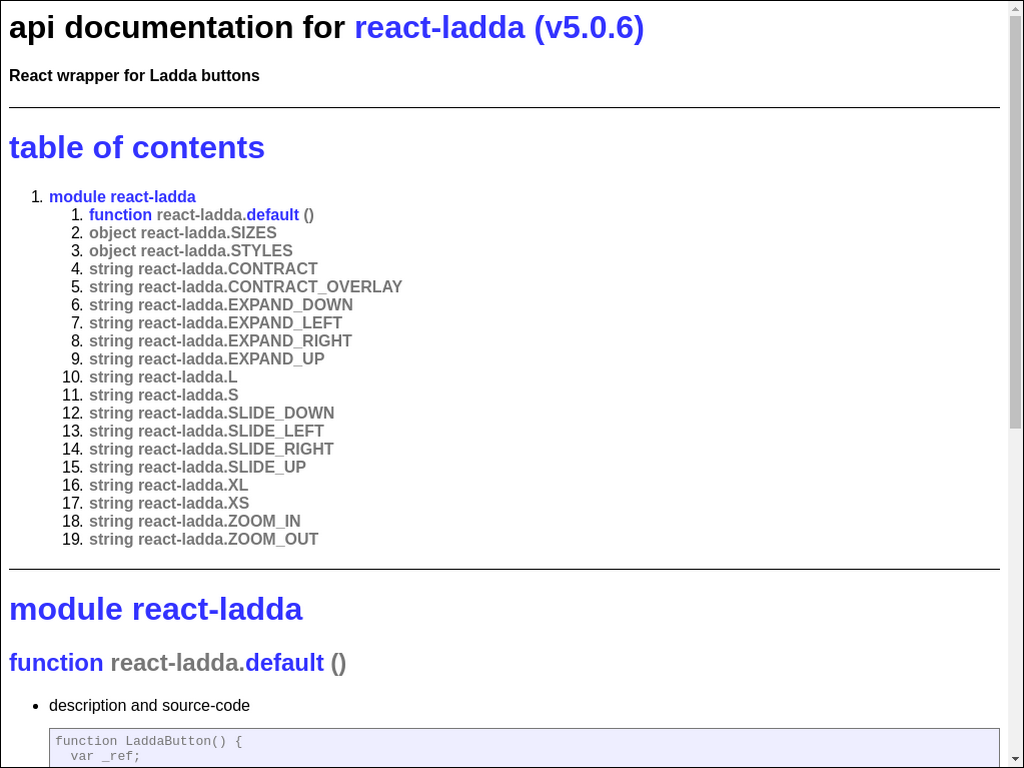 api documentation for react-ladda (v5.0.6)
React wrapper for Ladda buttons
table of contents
1. module react-ladda
1. function react-ladda.default ()
2. object react-ladda.SIZES
3. object react-ladda.STYLES
4. string react-ladda.CONTRACT
5. string react-ladda.CONTRACT_OVERLAY
6. string react-ladda.EXPAND_DOWN
7. string react-ladda.EXPAND_LEFT
8. string react-ladda.EXPAND_RIGHT
9. string react-ladda.EXPAND_UP
10. string react-ladda.L
11. string react-ladda.S
12. string react-ladda.SLIDE_DOWN
13. string react-ladda.SLIDE_LEFT
14. string react-ladda.SLIDE_RIGHT
15. string react-ladda.SLIDE_UP
16. string react-ladda.XL
17. string react-ladda.XS
18. string react-ladda.ZOOM_IN
19. string react-ladda.ZOOM_OUT
module react-ladda
function react-ladda.default ()
• description and source-code
function LaddaButton() {
  var _ref;